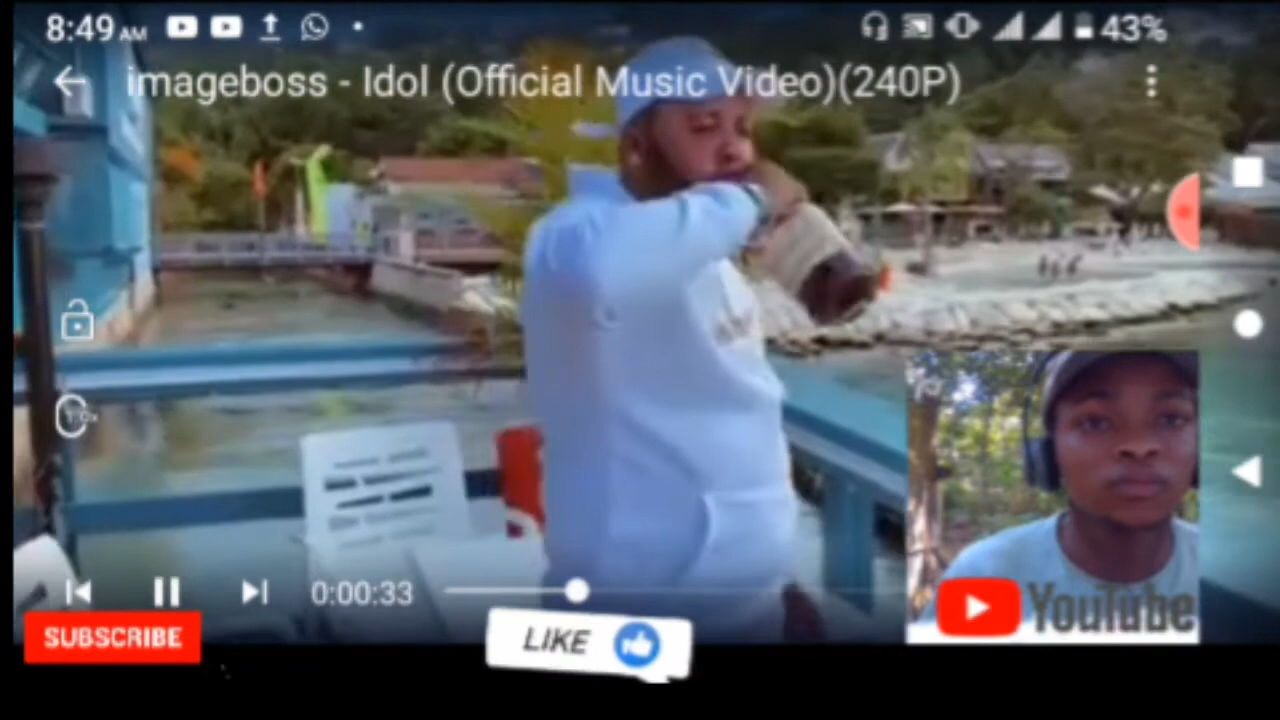 8:49 AM
43%
imageboss - Idol (Official Music Video)(240P)
0:00:33
SUBSCRIBE
LIKE
YouTube